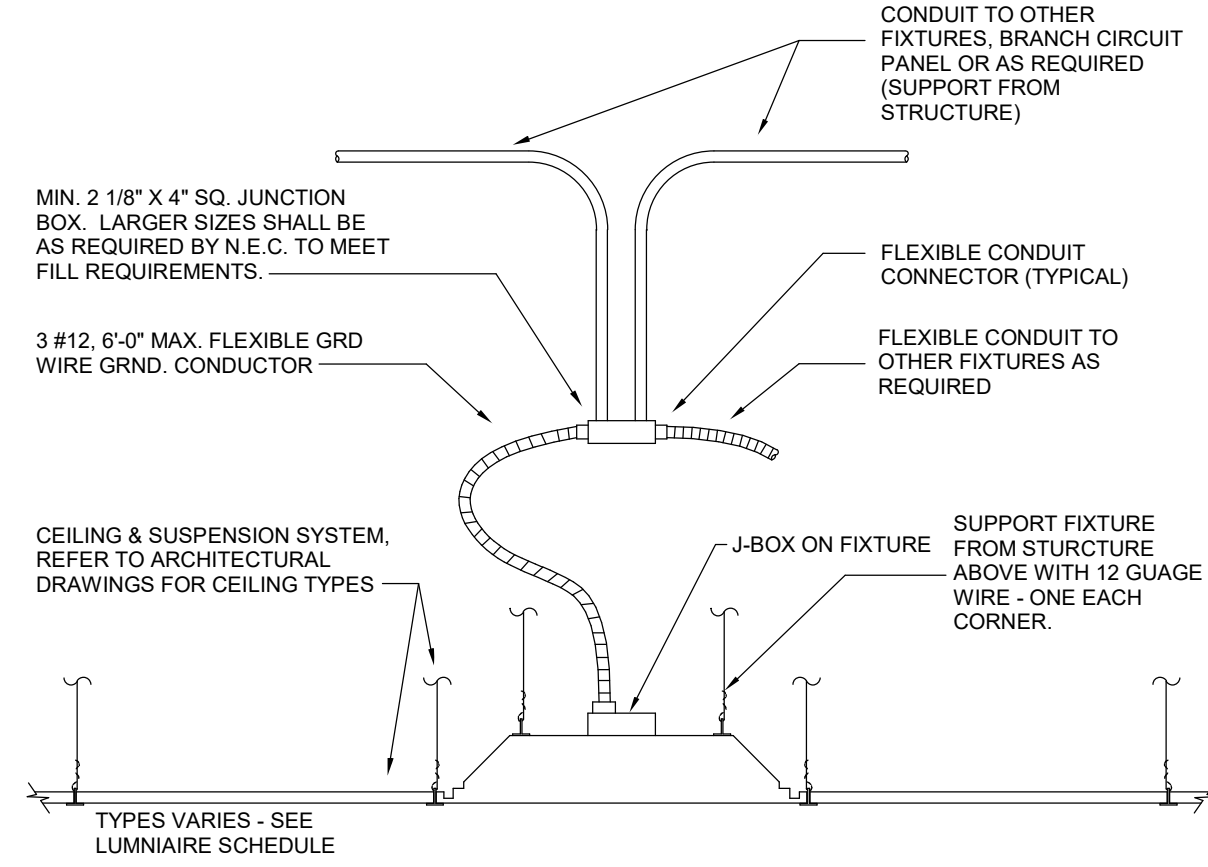 CONDUIT TO OTHER
FIXTURES, BRANCH CIRCUIT
PANEL OR AS REQUIRED
(SUPPORT FROM
STRUCTURE)
MIN. 2 1/8" X 4" SQ. JUNCTION
BOX. LARGER SIZES SHALL BE
AS REQUIRED BY N.E.C. TO MEET
FILL REQUIREMENTS.
FLEXIBLE CONDUIT
CONNECTOR (TYPICAL)
3 #12, 6'-0" MAX. FLEXIBLE GRD
WIRE GRND. CONDUCTOR
FLEXIBLE CONDUIT TO
OTHER FIXTURES AS
REQUIRED
CEILING & SUSPENSION SYSTEM,
REFER TO ARCHITECTURAL
DRAWINGS FOR CEILING TYPES
J-BOX ON FIXTURE
SUPPORT FIXTURE
FROM STURCTURE
ABOVE WITH 12 GUAGE
WIRE - ONE EACH
CORNER.
TYPES VARIES - SEE
LUMNIAIRE SCHEDULE